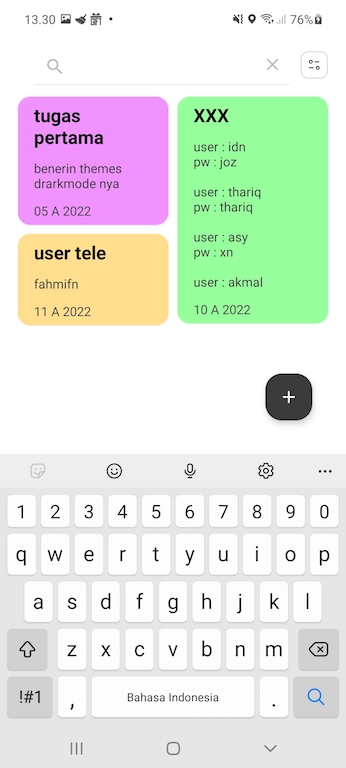 13.30
76%
tugas
pertama
benerin themes
drarkmode nya
05 A 2022
XXX
user : idn
pw : joz
user : thariq
pw : thariq
user : asy
pw : xn
user : akmal
10 A 2022
user tele
fahmifn
11 A 2022
+
1 2 3 4 5 6 7 8 9 0
q w e r t y u i o p
a s d f g h j k l
z x c v b n m
!#1 , Bahasa Indonesia .